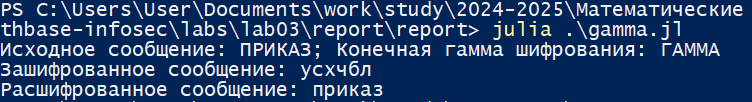 PS C:\Users\User\Documents\work\study\2024-2025\Математические
thbase-infosec\labs\lab03\report\report> julia .\gamma.jl
Исходное сообщение: ПРИКАЗ; Конечная гамма шифрования: ГАММА
Зашифрованное сообщение: усхчбл
Расшифрованное сообщение: приказ